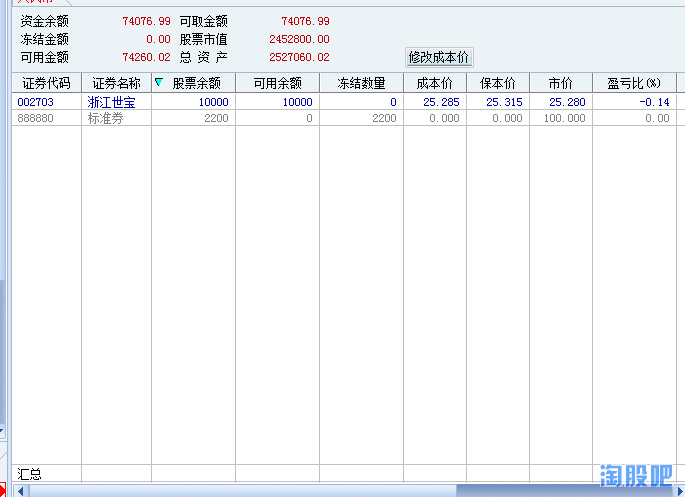 资金余额 74076.99 可取金额 74076.99
冻结金额 0.00 股票市值 2452800.00
可用金额 74260.02 总 资 产 2527060.02
修改成本价
证券代码 证券名称 股票余额 可用余额 冻结数量 成本价 保本价 市价 盈亏比(%)
002703 浙江世宝 10000 10000 0 25.285 25.315 25.280 -0.14
888880 标准券 2200 0 2200 0.000 0.000 100.000 0.00
汇总
淘股吧